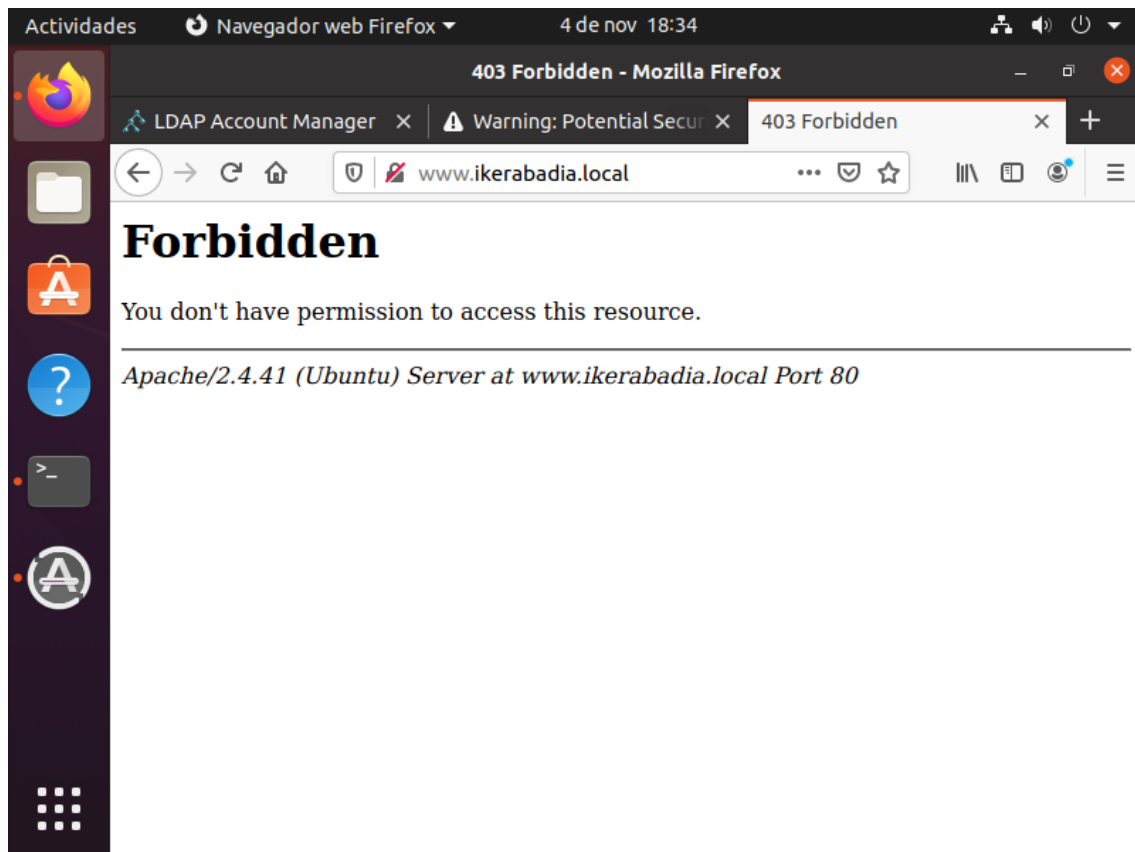 Actividades Navegador web Firefox 4 de nov 18:34
403 Forbidden - Mozilla Firefox
LDAP Account Manager Warning: Potential Secur 403 Forbidden
www.ikerabadia.local
Forbidden
You don't have permission to access this resource.
Apache/2.4.41 (Ubuntu) Server at www.ikerabadia.local Port 80